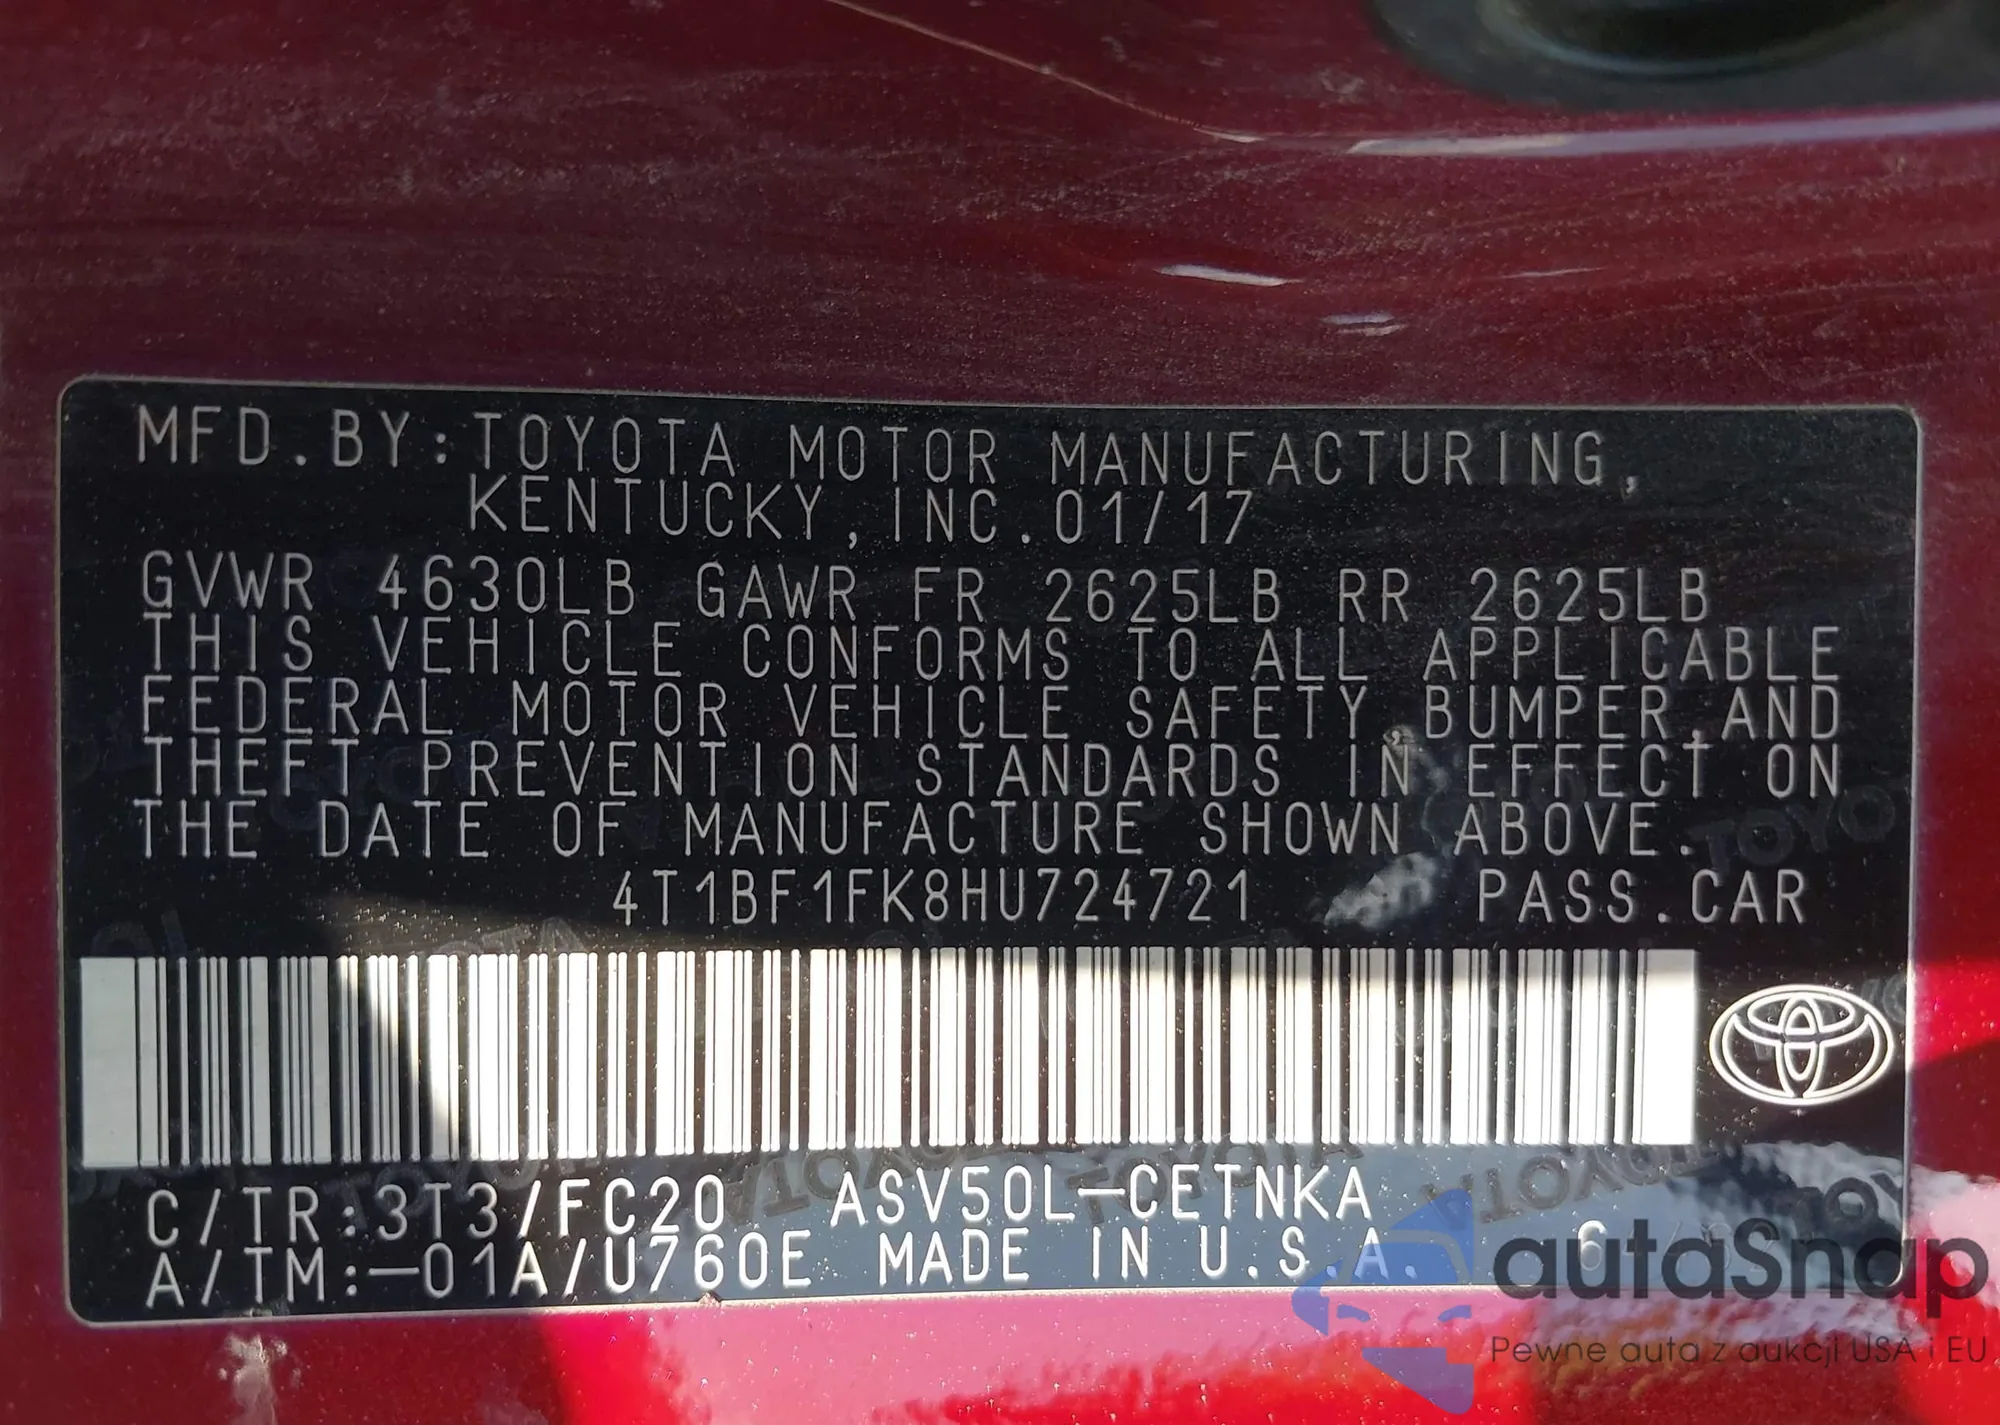 MFD.BY:TOYOTA MOTOR MANUFACTURING,
KENTUCKY,INC.01/17
GVWR 4630LB GAWR FR 2625LB RR 2625LB
THIS VEHICLE CONFORMS TO ALL APPLICABLE
FEDERAL MOTOR VEHICLE SAFETY,BUMPER,AND
THEFT PREVENTION STANDARDS IN EFFECT ON
THE DATE OF MANUFACTURE SHOWN ABOVE.
4T1BF1FK8HU724721 PASS.CAR
C/TR:3T3/FC20 ASV50L-CETNKA
A/TM:-01A/U760E MADE IN U.S.A. 6
autaSnap
Pewne auta z aukcji USA i EU